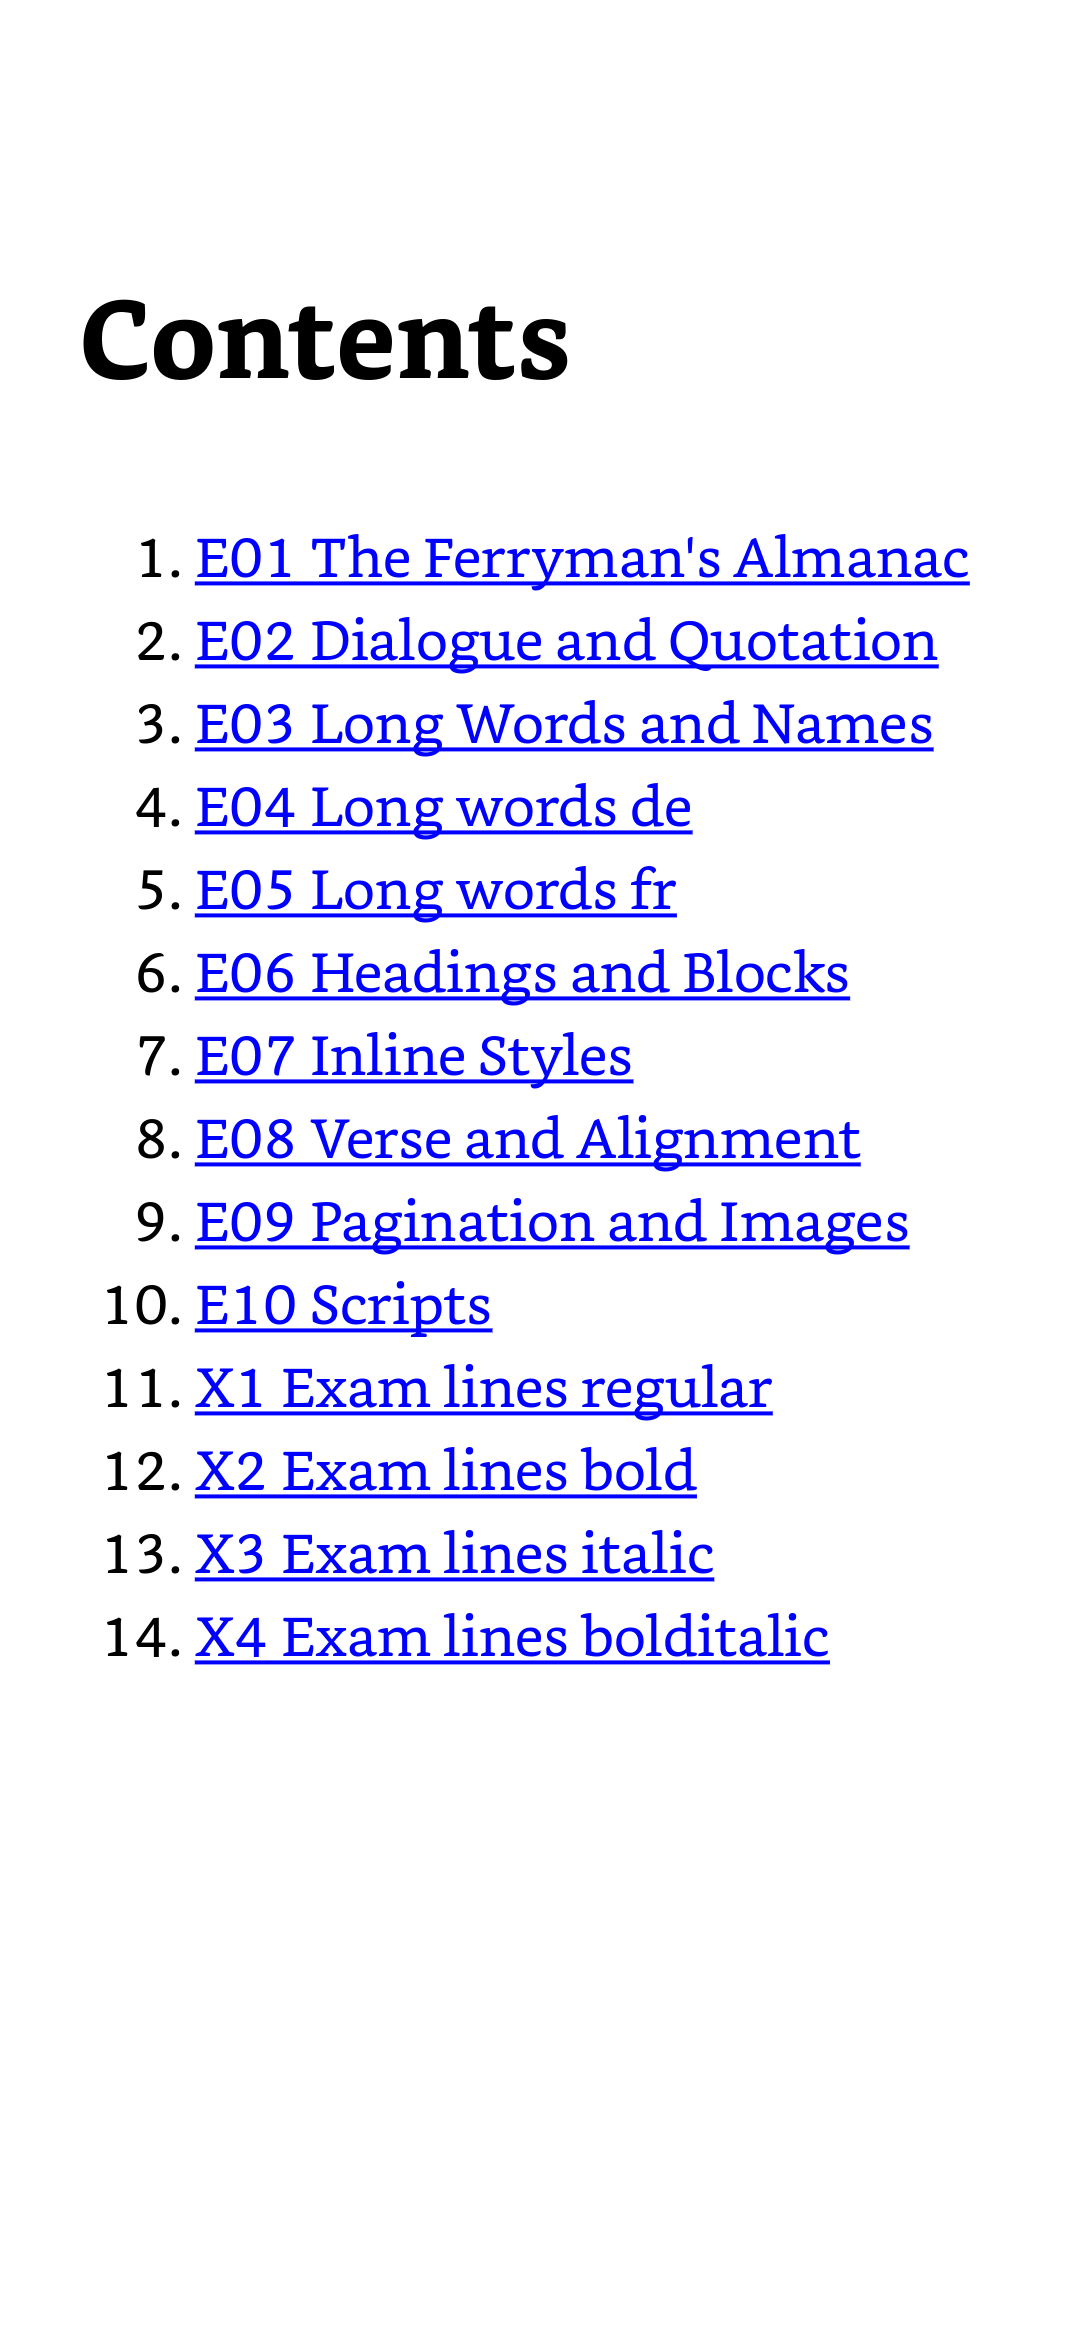 Contents
1. E01 The Ferryman's Almanac
2. E02 Dialogue and Quotation
3. E03 Long Words and Names
4. E04 Long words de
5. E05 Long words fr
6. E06 Headings and Blocks
7. E07 Inline Styles
8. E08 Verse and Alignment
9. E09 Pagination and Images
10. E10 Scripts
11. X1 Exam lines regular
12. X2 Exam lines bold
13. X3 Exam lines italic
14. X4 Exam lines bolditalic